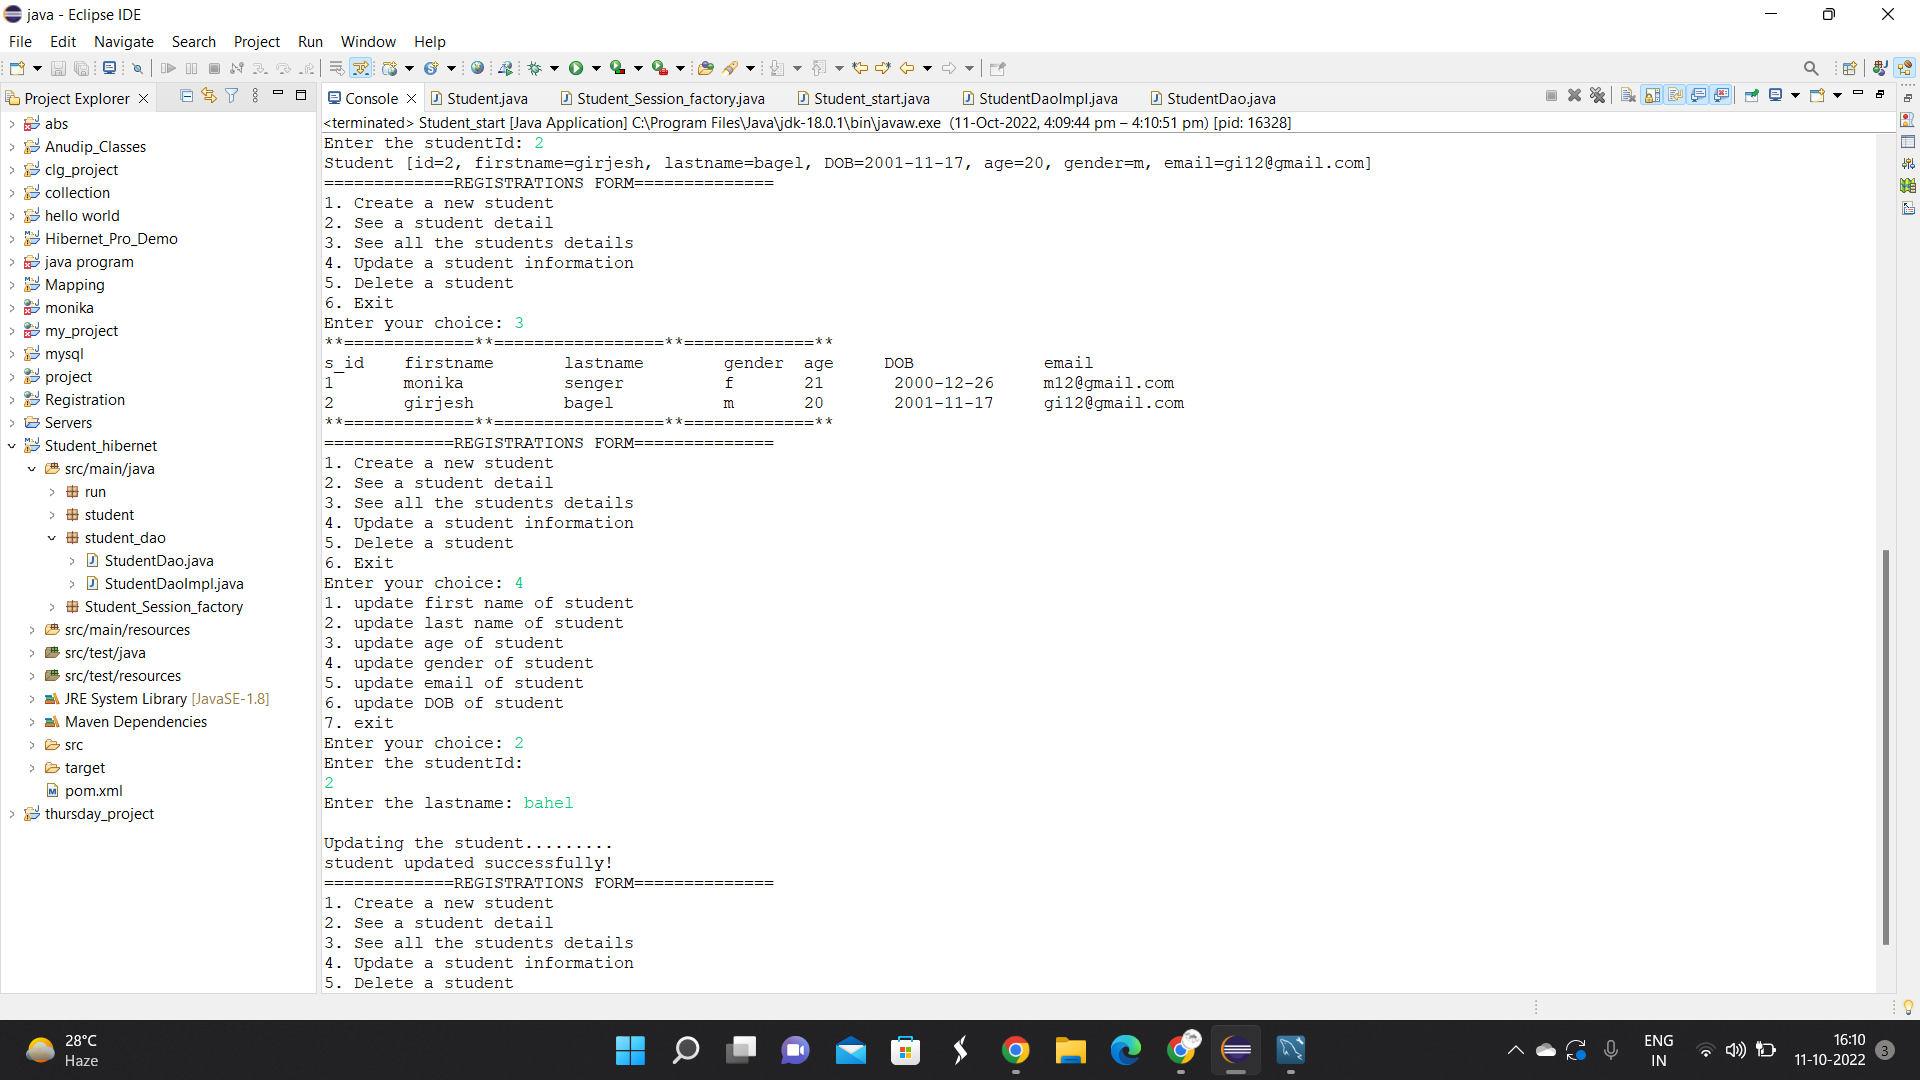 java - Eclipse IDE
File Edit Navigate Search Project Run Window Help
Project Explorer
abs
Anudip_Classes
clg_project
collection
hello world
Hibernet_Pro_Demo
java program
Mapping
monika
my_project
mysql
project
Registration
Servers
Student_hibernet
src/main/java
run
student
student_dao
StudentDao.java
StudentDaoImpl.java
Student_Session_factory
src/main/resources
src/test/java
src/test/resources
JRE System Library [JavaSE-1.8]
Maven Dependencies
src
target
pom.xml
thursday_project
Console Student.java Student_Session_factory.java Student_start.java StudentDaoImpl.java StudentDao.java
<terminated> Student_start [Java Application] C:\Program Files\Java\jdk-18.0.1\bin\javaw.exe (11-Oct-2022, 4:09:44 pm – 4:10:51 pm) [pid: 16328]
Enter the studentId: 2
Student [id=2, firstname=girjesh, lastname=bagel, DOB=2001-11-17, age=20, gender=m, email=gi12@gmail.com]
=============REGISTRATIONS FORM==============
1. Create a new student
2. See a student detail
3. See all the students details
4. Update a student information
5. Delete a student
6. Exit
Enter your choice: 3
**=============**=================**=============**
s_id firstname lastname gender age DOB email
1 monika senger f 21 2000-12-26 m12@gmail.com
2 girjesh bagel m 20 2001-11-17 gi12@gmail.com
**=============**=================**=============**
=============REGISTRATIONS FORM==============
1. Create a new student
2. See a student detail
3. See all the students details
4. Update a student information
5. Delete a student
6. Exit
Enter your choice: 4
1. update first name of student
2. update last name of student
3. update age of student
4. update gender of student
5. update email of student
6. update DOB of student
7. exit
Enter your choice: 2
Enter the studentId:
2
Enter the lastname: bahel
Updating the student.........
student updated successfully!
=============REGISTRATIONS FORM==============
1. Create a new student
2. See a student detail
3. See all the students details
4. Update a student information
5. Delete a student
28°C
Haze
ENG
IN
16:10
11-10-2022
3